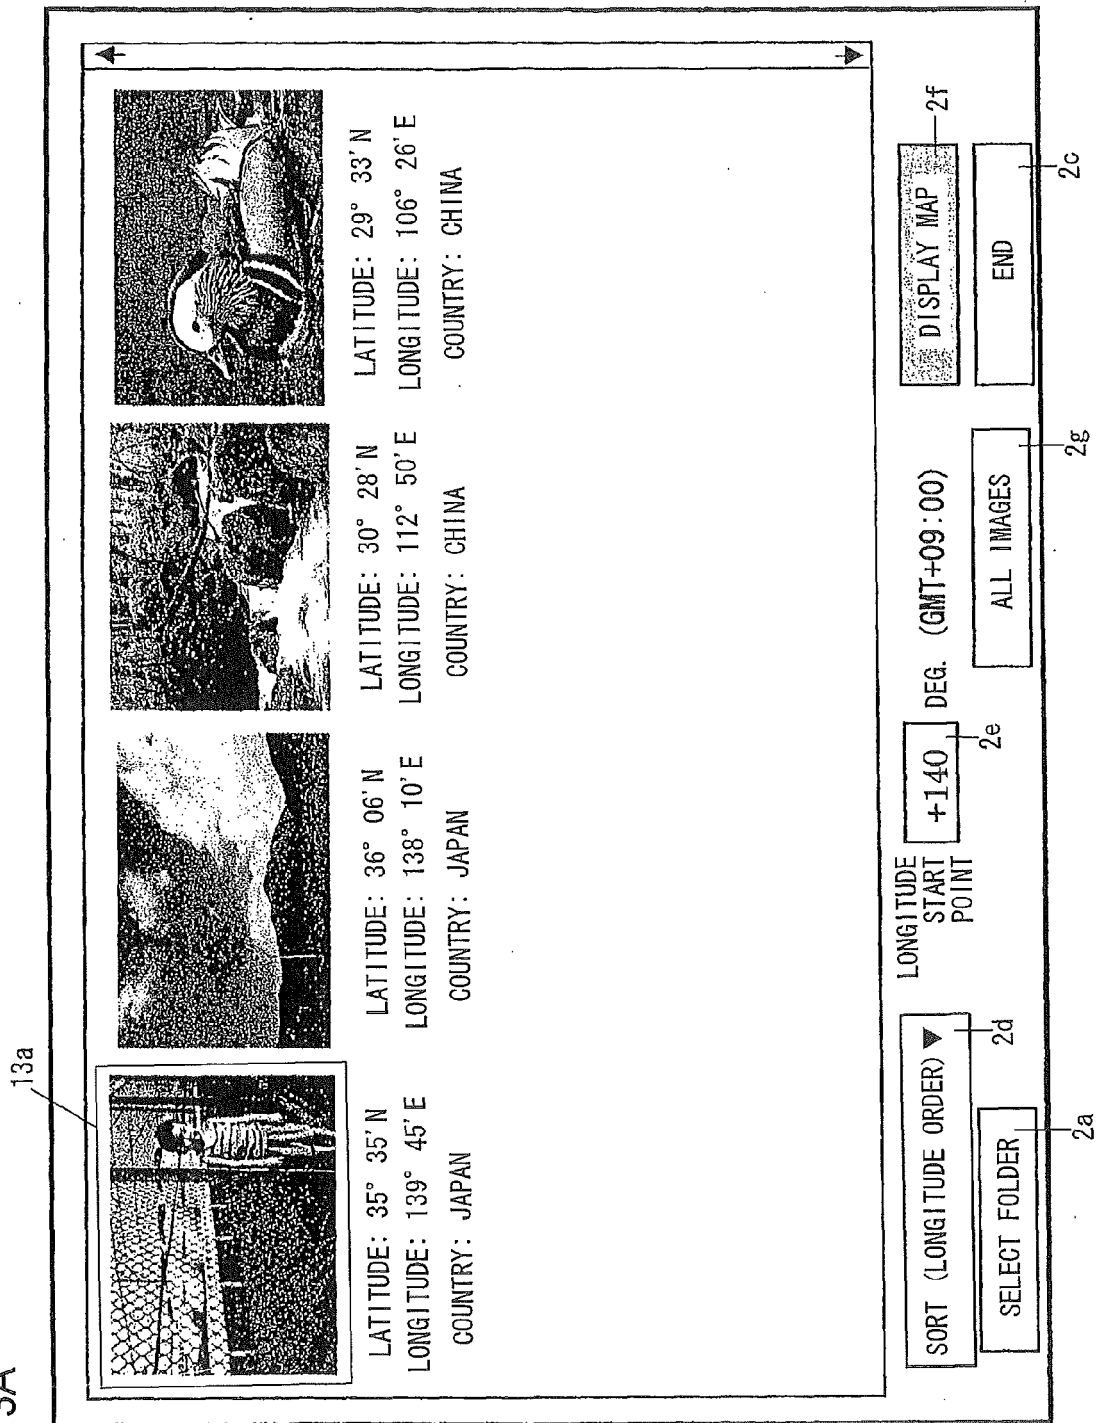 5A
13a
LATITUDE: 35° 35'N
LONGITUDE: 139° 45'E
COUNTRY: JAPAN
LATITUDE: 36° 06'N
LONGITUDE: 138° 10'E
COUNTRY: JAPAN
LATITUDE: 30° 28'N
LONGITUDE: 112° 50'E
COUNTRY: CHINA
LATITUDE: 29° 33'N
LONGITUDE: 106° 26'E
COUNTRY: CHINA
SORT (LONGITUDE ORDER) ▼
2d
LONGITUDE
START
POINT
+140
DEG. (GMT+09:00)
2e
DISPLAY MAP
2f
SELECT FOLDER
2a
ALL IMAGES
2g
END
2c